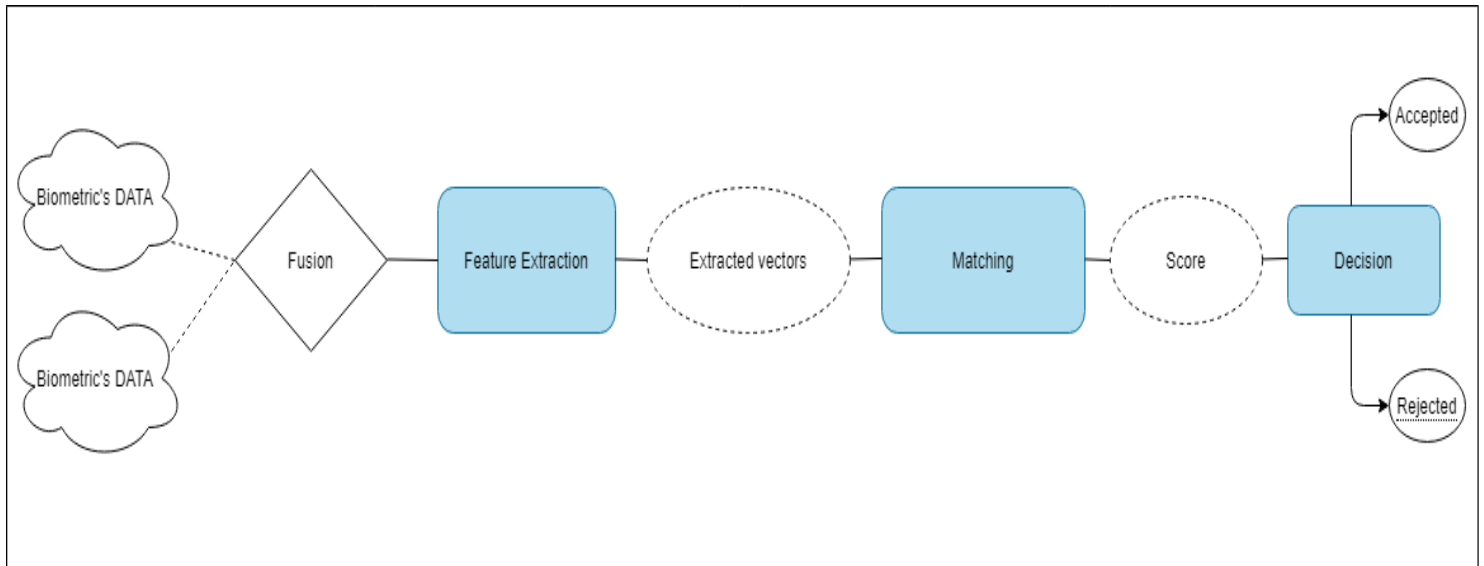 Biometric's DATA
Biometric's DATA
Fusion
Feature Extraction
Extracted vectors
Matching
Score
Decision
Accepted
Rejected